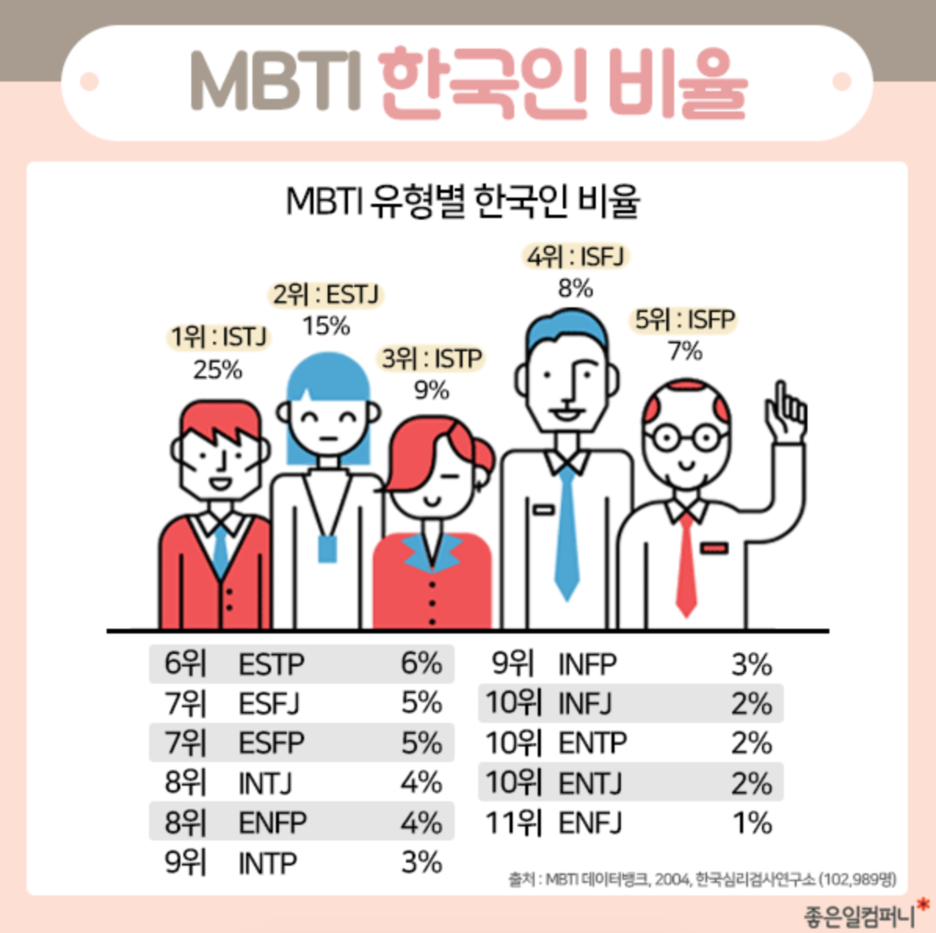 MBTI 한국인 비율
MBTI 유형별 한국인 비율
1위 : ISTJ
25%
2위 : ESTJ
15%
3위 : ISTP
9%
4위 : ISFJ
8%
5위 : ISFP
7%
6위 ESTP 6%
7위 ESFJ 5%
7위 ESFP 5%
8위 INTJ 4%
8위 ENFP 4%
9위 INTP 3%
9위 INFP 3%
10위 INFJ 2%
10위 ENTP 2%
10위 ENTJ 2%
11위 ENFJ 1%
출처 : MBTI 데이터뱅크, 2004, 한국심리검사연구소 (102,989명)
좋은일컴퍼니*